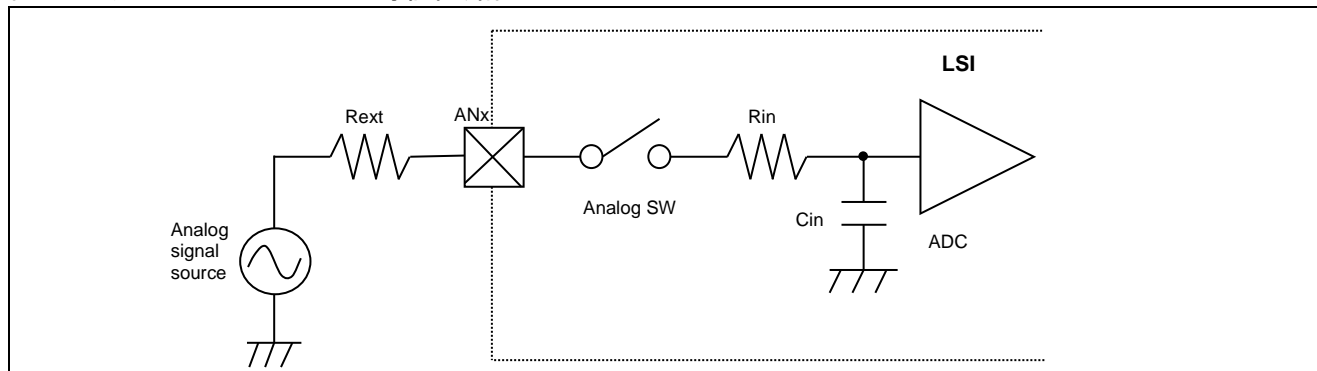 LSI
Rext
ANx
Rin
Analog SW
Cin
ADC
Analog
signal
source